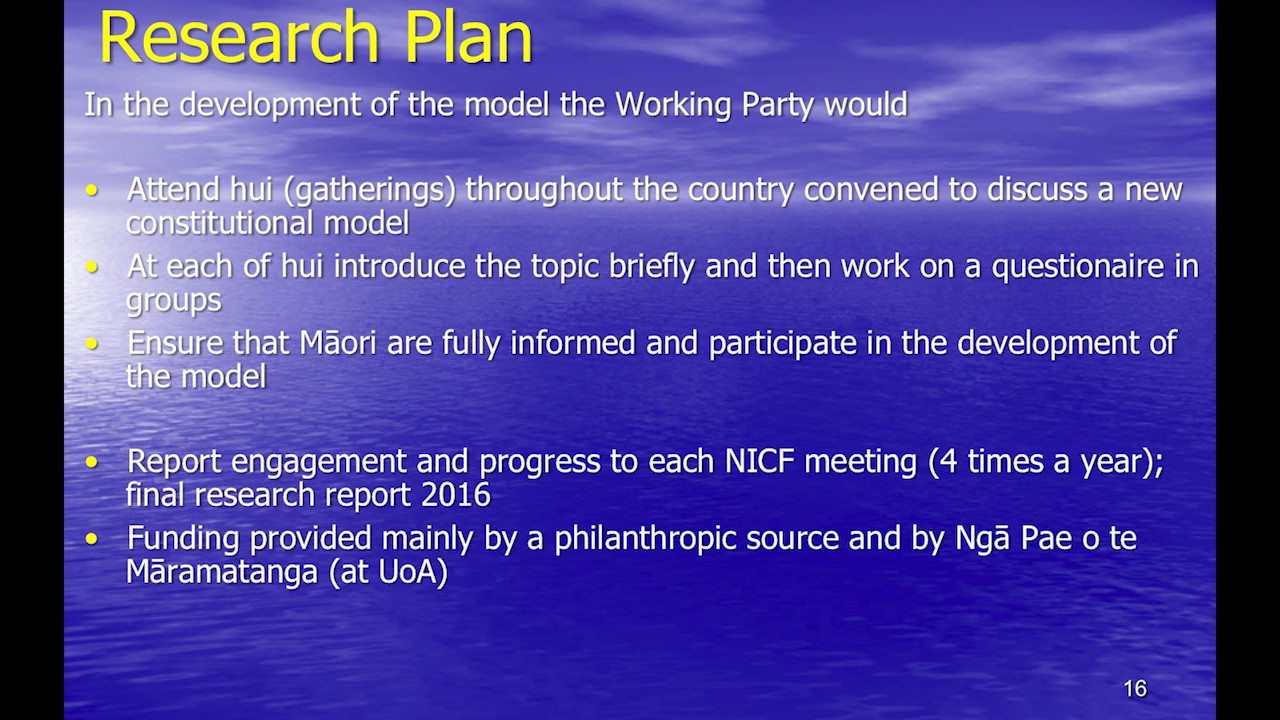 Research Plan
In the development of the model the Working Party would
• Attend hui (gatherings) throughout the country convened to discuss a new
constitutional model
• At each of hui introduce the topic briefly and then work on a questionaire in
groups
• Ensure that Māori are fully informed and participate in the development of
the model
• Report engagement and progress to each NICF meeting (4 times a year);
final research report 2016
• Funding provided mainly by a philanthropic source and by Ngā Pae o te
Māramatanga (at UoA)
16